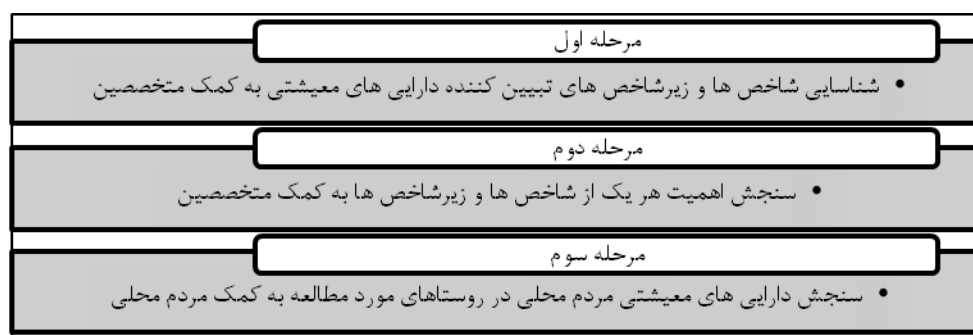 مرحله اول
• شناسایی شاخص ها و زیرشاخص های تبیین کننده دارایی های معیشتی به کمک متخصصین
مرحله دوم
• سنجش اهمیت هر یک از شاخص ها و زیرشاخص ها به کمک متخصصین
مرحله سوم
• سنجش دارایی های معیشتی مردم محلی در روستاهای مورد مطالعه به کمک مردم محلی